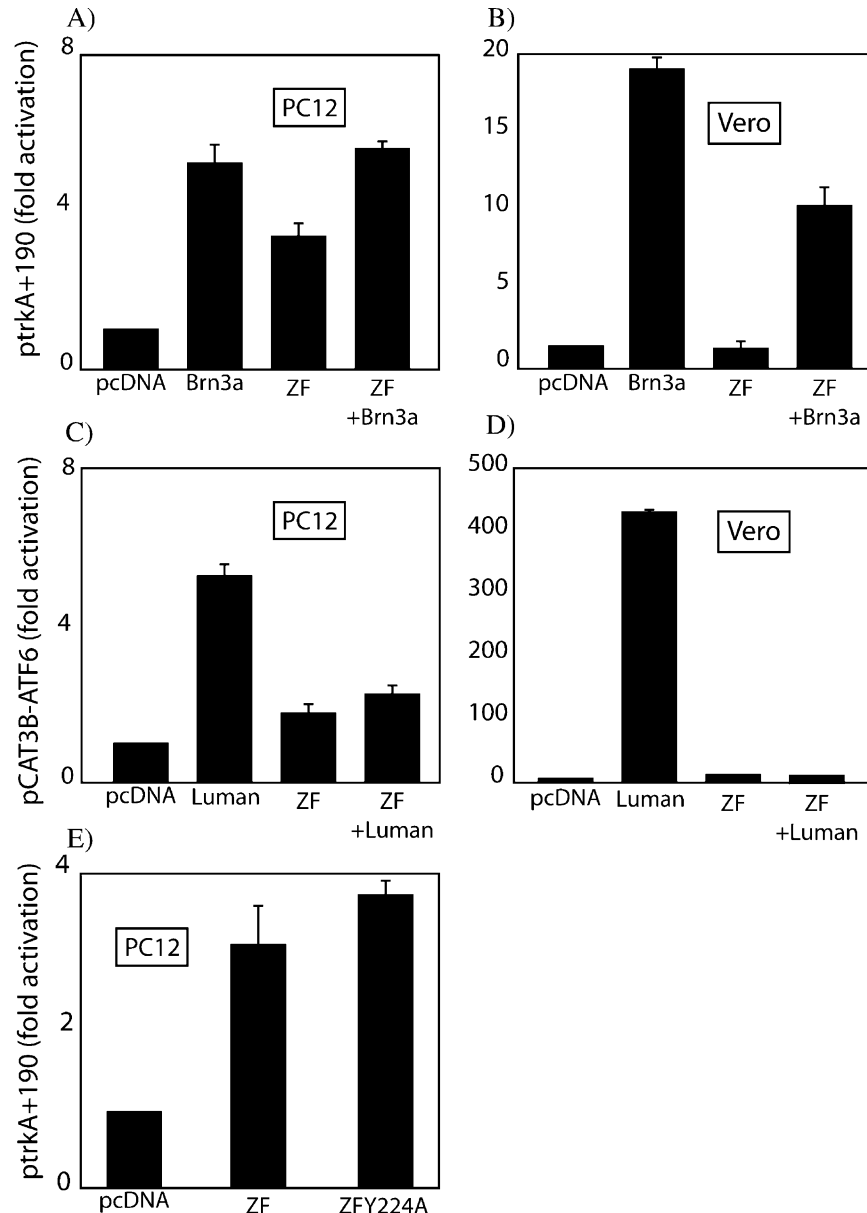 A)
ptrkA+190 (fold activation)
8
4
0
PC12
pcDNA Brn3a ZF ZF
+Brn3a
B)
20
15
10
5
0
Vero
pcDNA Brn3a ZF ZF
+Brn3a
C)
pCAT3B-ATF6 (fold activation)
8
4
0
PC12
pcDNA Luman ZF ZF
+Luman
D)
500
400
300
200
100
0
Vero
pcDNA Luman ZF ZF
+Luman
E)
ptrkA+190 (fold activation)
4
2
0
PC12
pcDNA ZF ZFY224A